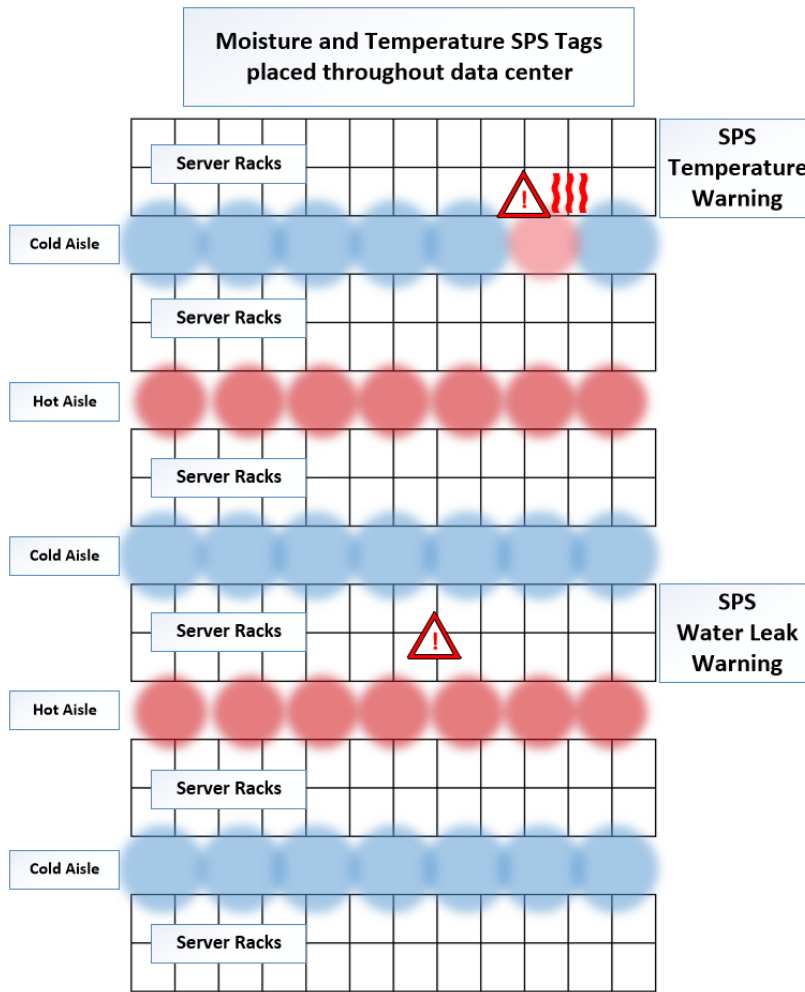 Moisture and Temperature SPS Tags
placed throughout data center
Server Racks
SPS
Temperature
Warning
!
Cold Aisle
Server Racks
Hot Aisle
Server Racks
Cold Aisle
Server Racks
!
SPS
Water Leak
Warning
Hot Aisle
Server Racks
Cold Aisle
Server Racks